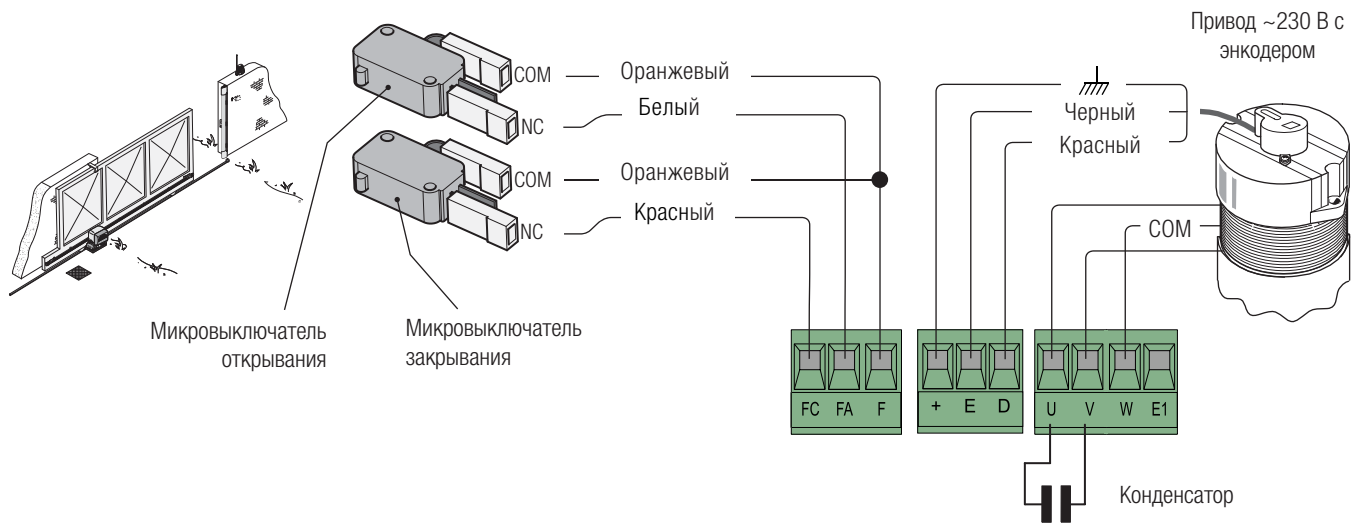 Привод ~230 В с
энкодером
COM
Оранжевый
NC
Белый
COM
Оранжевый
NC
Красный
Черный
Красный
COM
Микровыключатель
открывания
Микровыключатель
закрывания
FC FA F
+ E D
U V W E1
Конденсатор